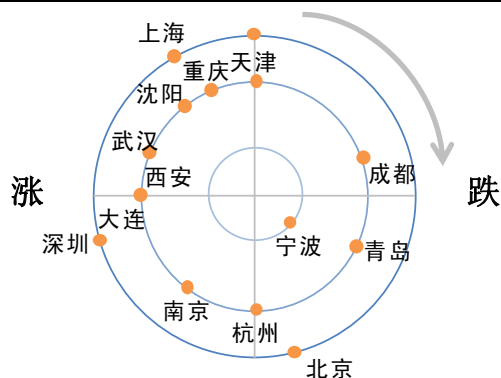 上海
重庆
天津
沈阳
武汉
成都
西安
涨
跌
大连
深圳
宁波
青岛
南京
杭州
北京